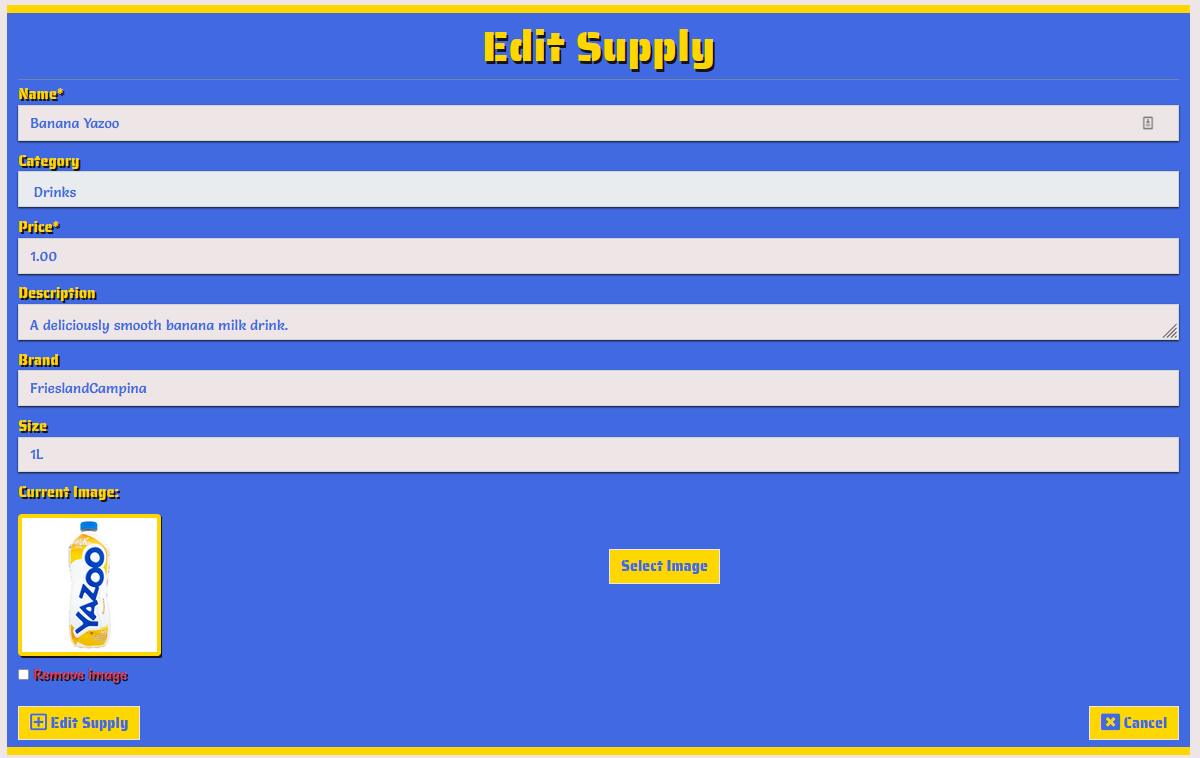 Edit Supply
Name*
Banana Yazoo
Category
Drinks
Price*
1.00
Description
A deliciously smooth banana milk drink.
Brand
FrieslandCampina
Size
1L
Current Image:
YAZOO
Select Image
Remove image
Edit Supply
Cancel